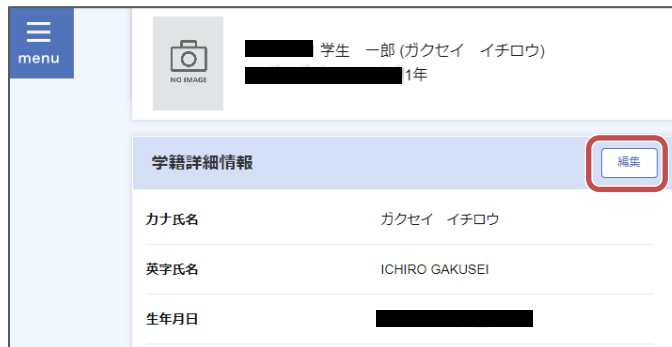 menu
NO IMAGE
学生　一郎 (ガクセイ　イチロウ)
1年
学籍詳細情報
編集
カナ氏名
ガクセイ　イチロウ
英字氏名
ICHIRO GAKUSEI
生年月日